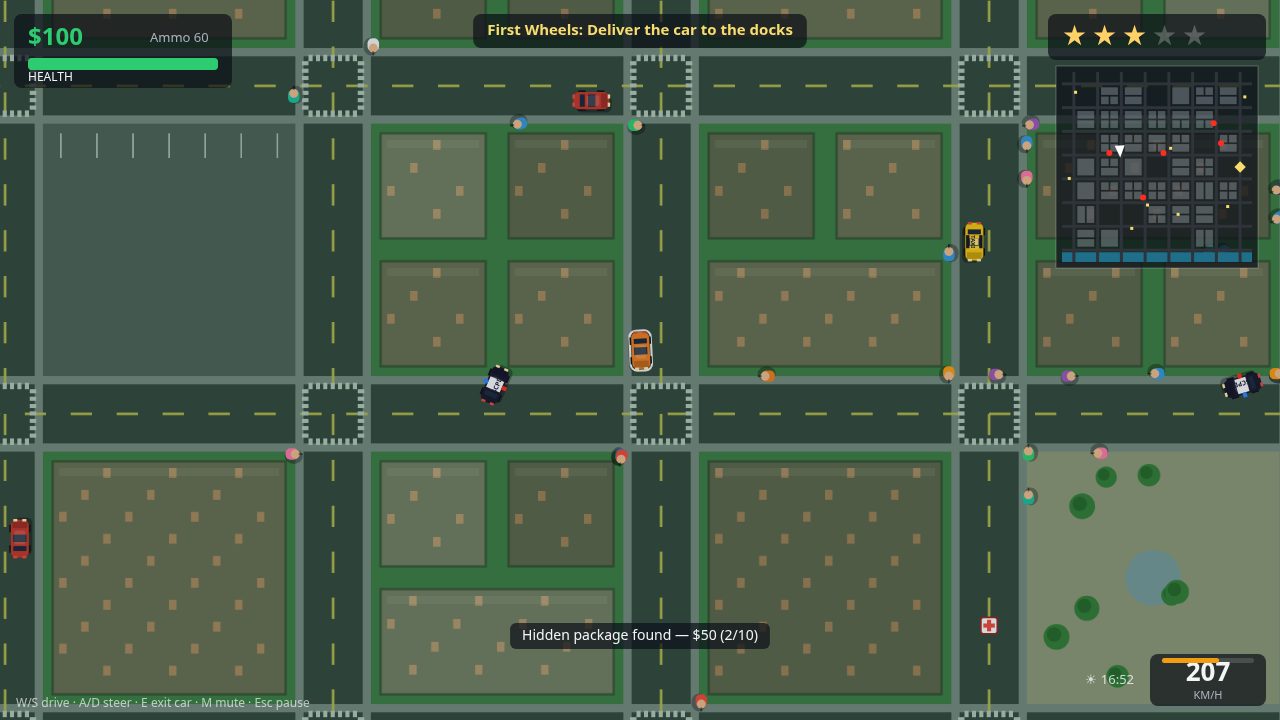 $100
Ammo 60
HEALTH
First Wheels: Deliver the car to the docks
Hidden package found — $50 (2/10)
W/S drive · A/D steer · E exit car · M mute · Esc pause
☀ 16:52
207
KM/H